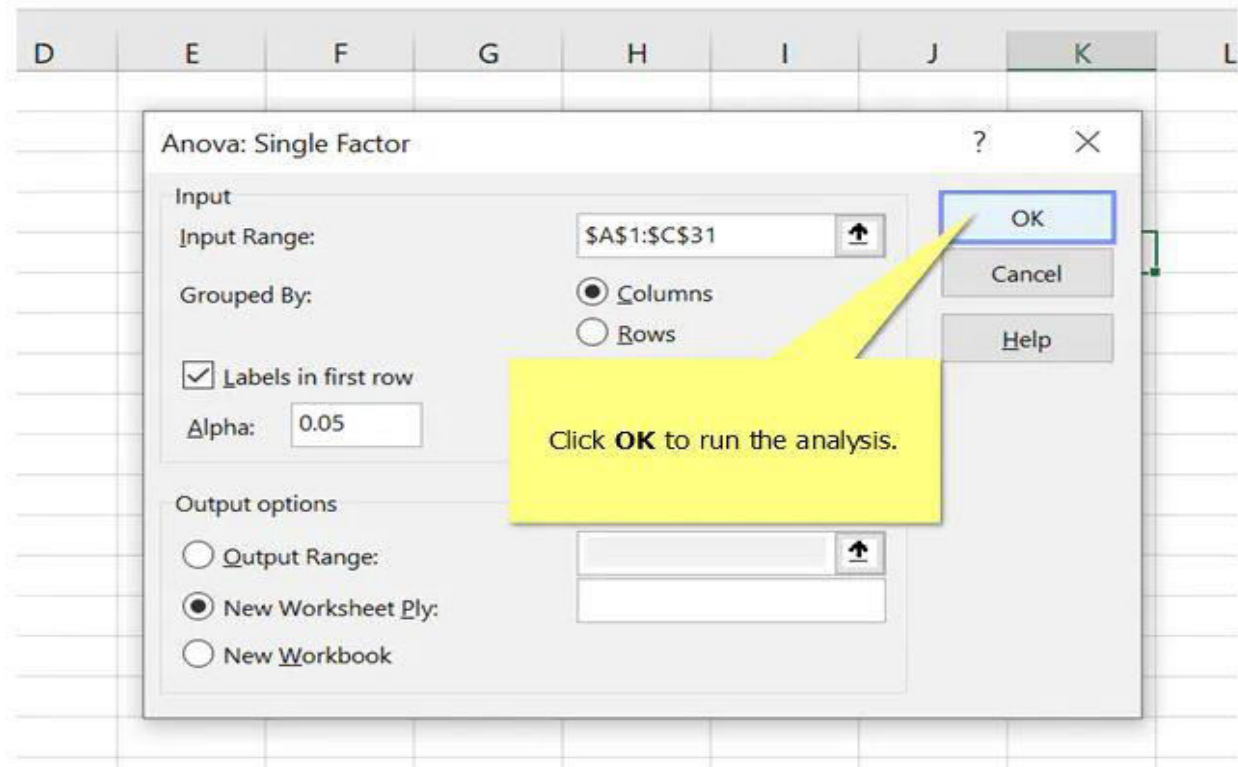 D E F G H I J K L
Anova: Single Factor ?
Input
Input Range: $A$1:$C$31
OK
Cancel
Grouped By: Columns
Rows
Help
Labels in first row
Alpha: 0.05
Click OK to run the analysis.
Output options
Output Range:
New Worksheet Ply:
New Workbook